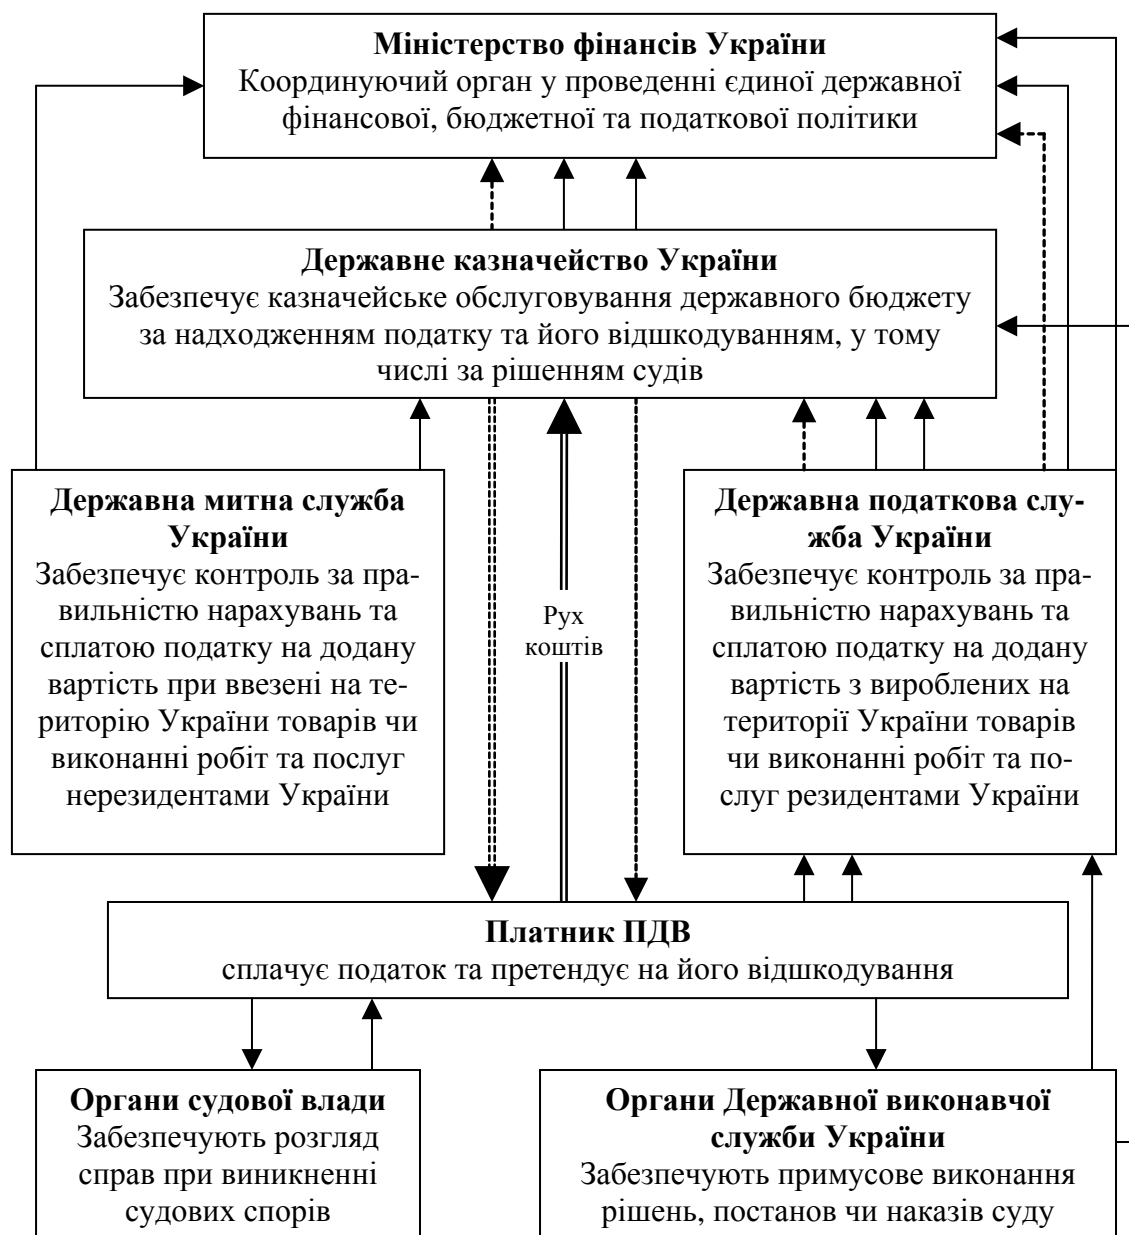 Міністерство фінансів України
Координуючий орган у проведенні єдиної державної
фінансової, бюджетної та податкової політики
Державне казначейство України
Забезпечує казначейське обслуговування державного бюджету
за надходженням податку та його відшкодуванням, у тому
числі за рішенням судів
Державна митна служба
України
Забезпечує контроль за пра-
вильністю нарахувань та
сплатою податку на додану
вартість при ввезені на те-
риторію України товарів чи
виконанні робіт та послуг
нерезидентами України
Рух
коштів
Державна податкова слу-
жба України
Забезпечує контроль за пра-
вильністю нарахувань та
сплатою податку на додану
вартість з вироблених на
території України товарів
чи виконанні робіт та по-
слуг резидентами України
Платник ПДВ
сплачує податок та претендує на його відшкодування
Органи судової влади
Забезпечують розгляд
справ при виникненні
судових спорів
Органи Державної виконавчої
служби України
Забезпечують примусове виконання
рішень, постанов чи наказів суду